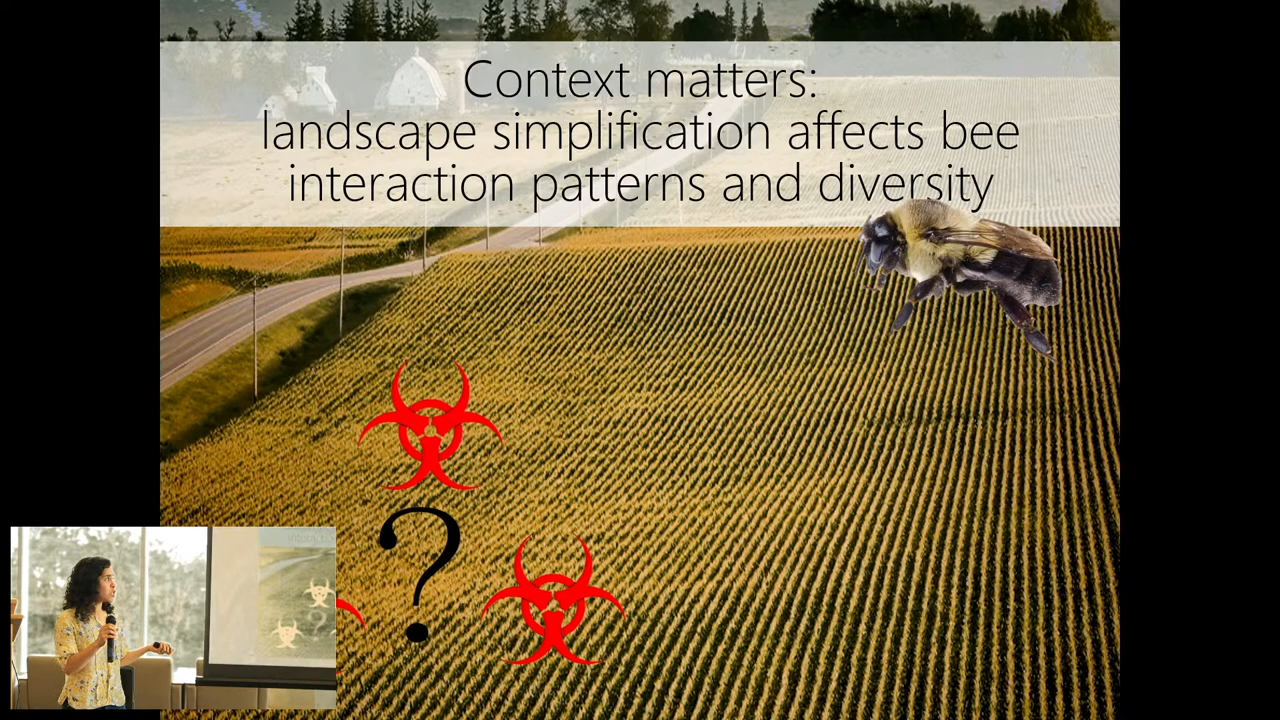 Context matters:
landscape simplification affects bee
interaction patterns and diversity
?